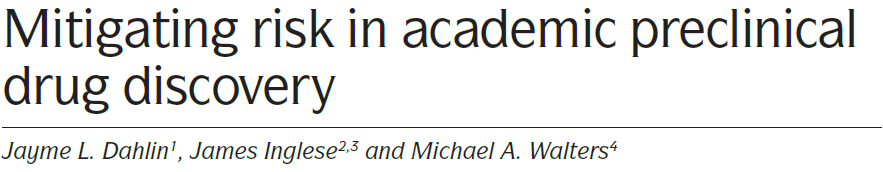 Mitigating risk in academic preclinical
drug discovery
Jayme L. Dahlin¹, James Inglese²,³ and Michael A. Walters⁴